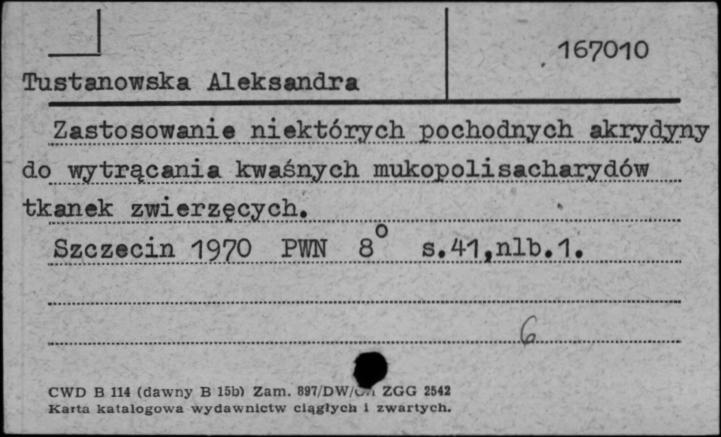 167010
Tustanowska Aleksandra
Zastosowanie niektórych pochodnych akrydyny
do wytrącania kwaśnych mukopolisacharydów
tkanek zwierzęcych.
Szczecin 1970 PWN 8° s.41,nlb.1.
6
CWD B 114 (dawny B 15b) Zam. 897/DW/ ZGG 2542
Karta katalogowa wydawnictw ciągłych i zwartych.